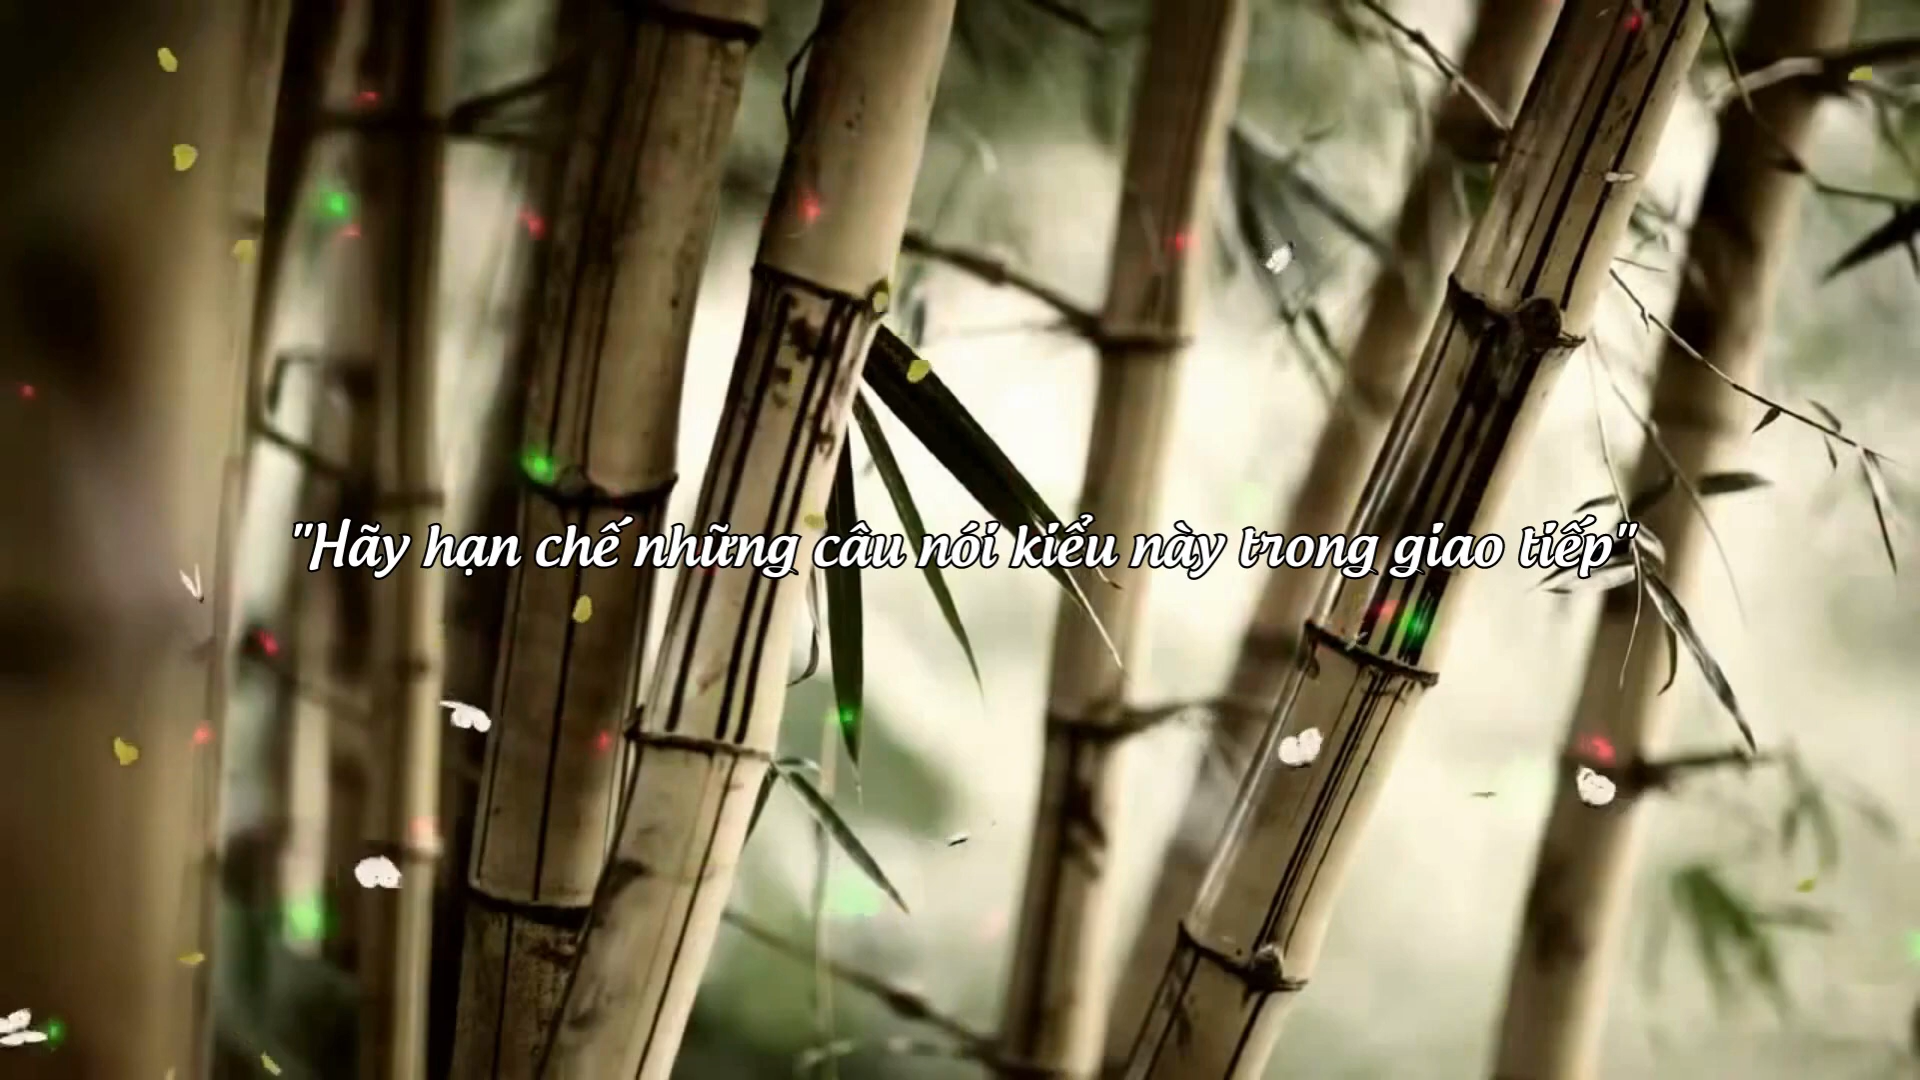 "Hãy hạn chế những câu nói kiểu này trong giao tiếp"